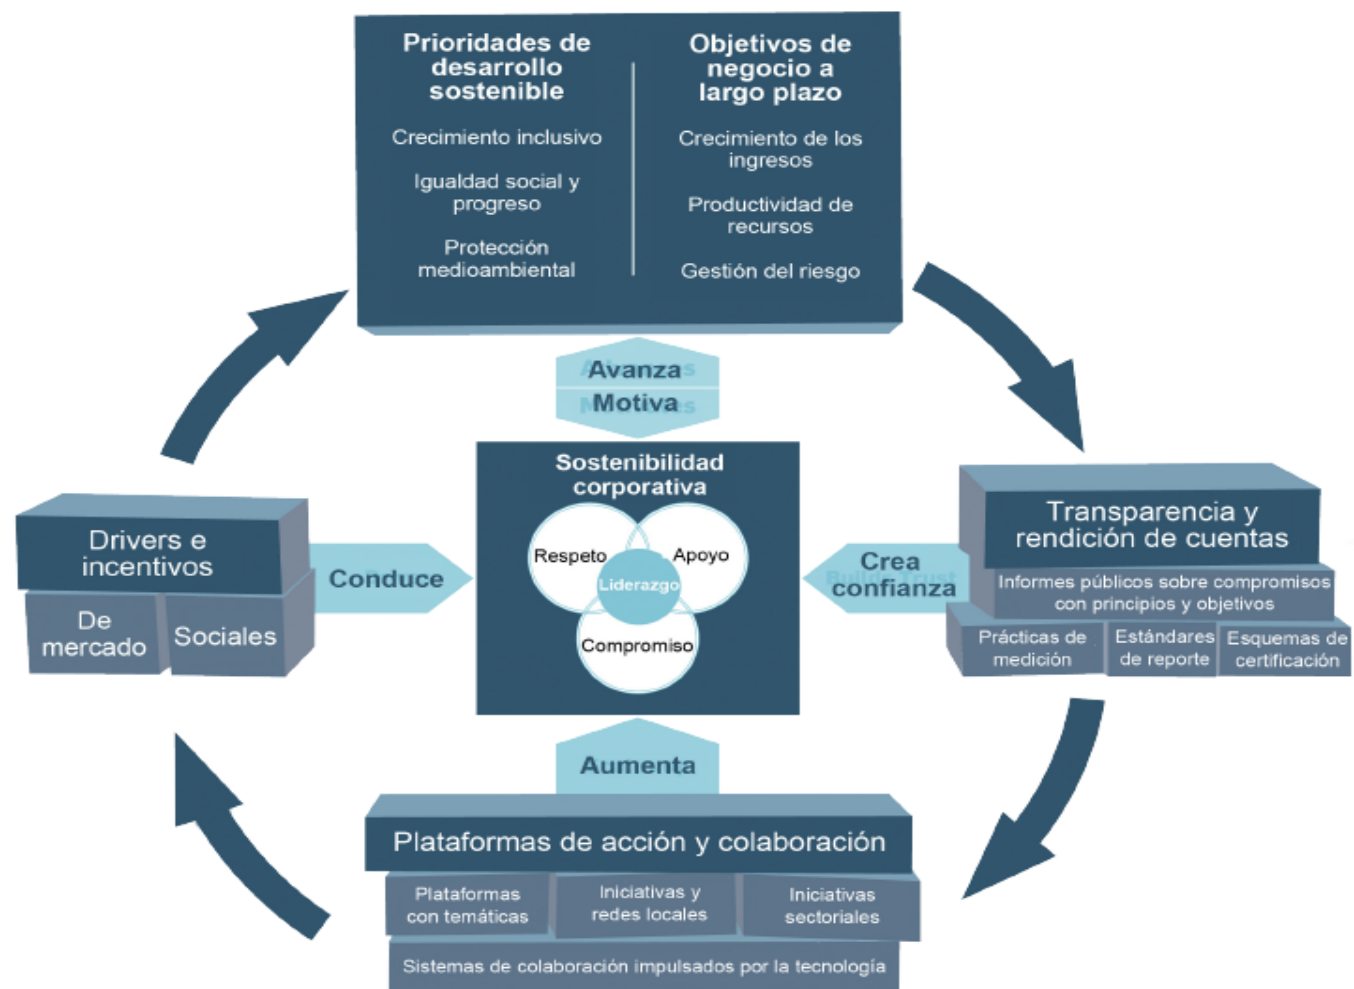 Prioridades de
desarrollo
sostenible
Crecimiento inclusivo
Igualdad social y
progreso
Protección
medioambiental
Objetivos de
negocio a
largo plazo
Crecimiento de los
ingresos
Productividad de
recursos
Gestión del riesgo
Avanza
Motiva
Sostenibilidad
corporativa
Respeto
Apoyo
Liderazgo
Compromiso
Drivers e
incentivos
De
mercado
Sociales
Conduce
Crea
confianza
Transparencia y
rendición de cuentas
Informes públicos sobre compromisos
con principios y objetivos
Prácticas de
medición
Estándares
de reporte
Esquemas de
certificación
Aumenta
Plataformas de acción y colaboración
Plataformas
con temáticas
Iniciativas y
redes locales
Iniciativas
sectoriales
Sistemas de colaboración impulsados por la tecnología